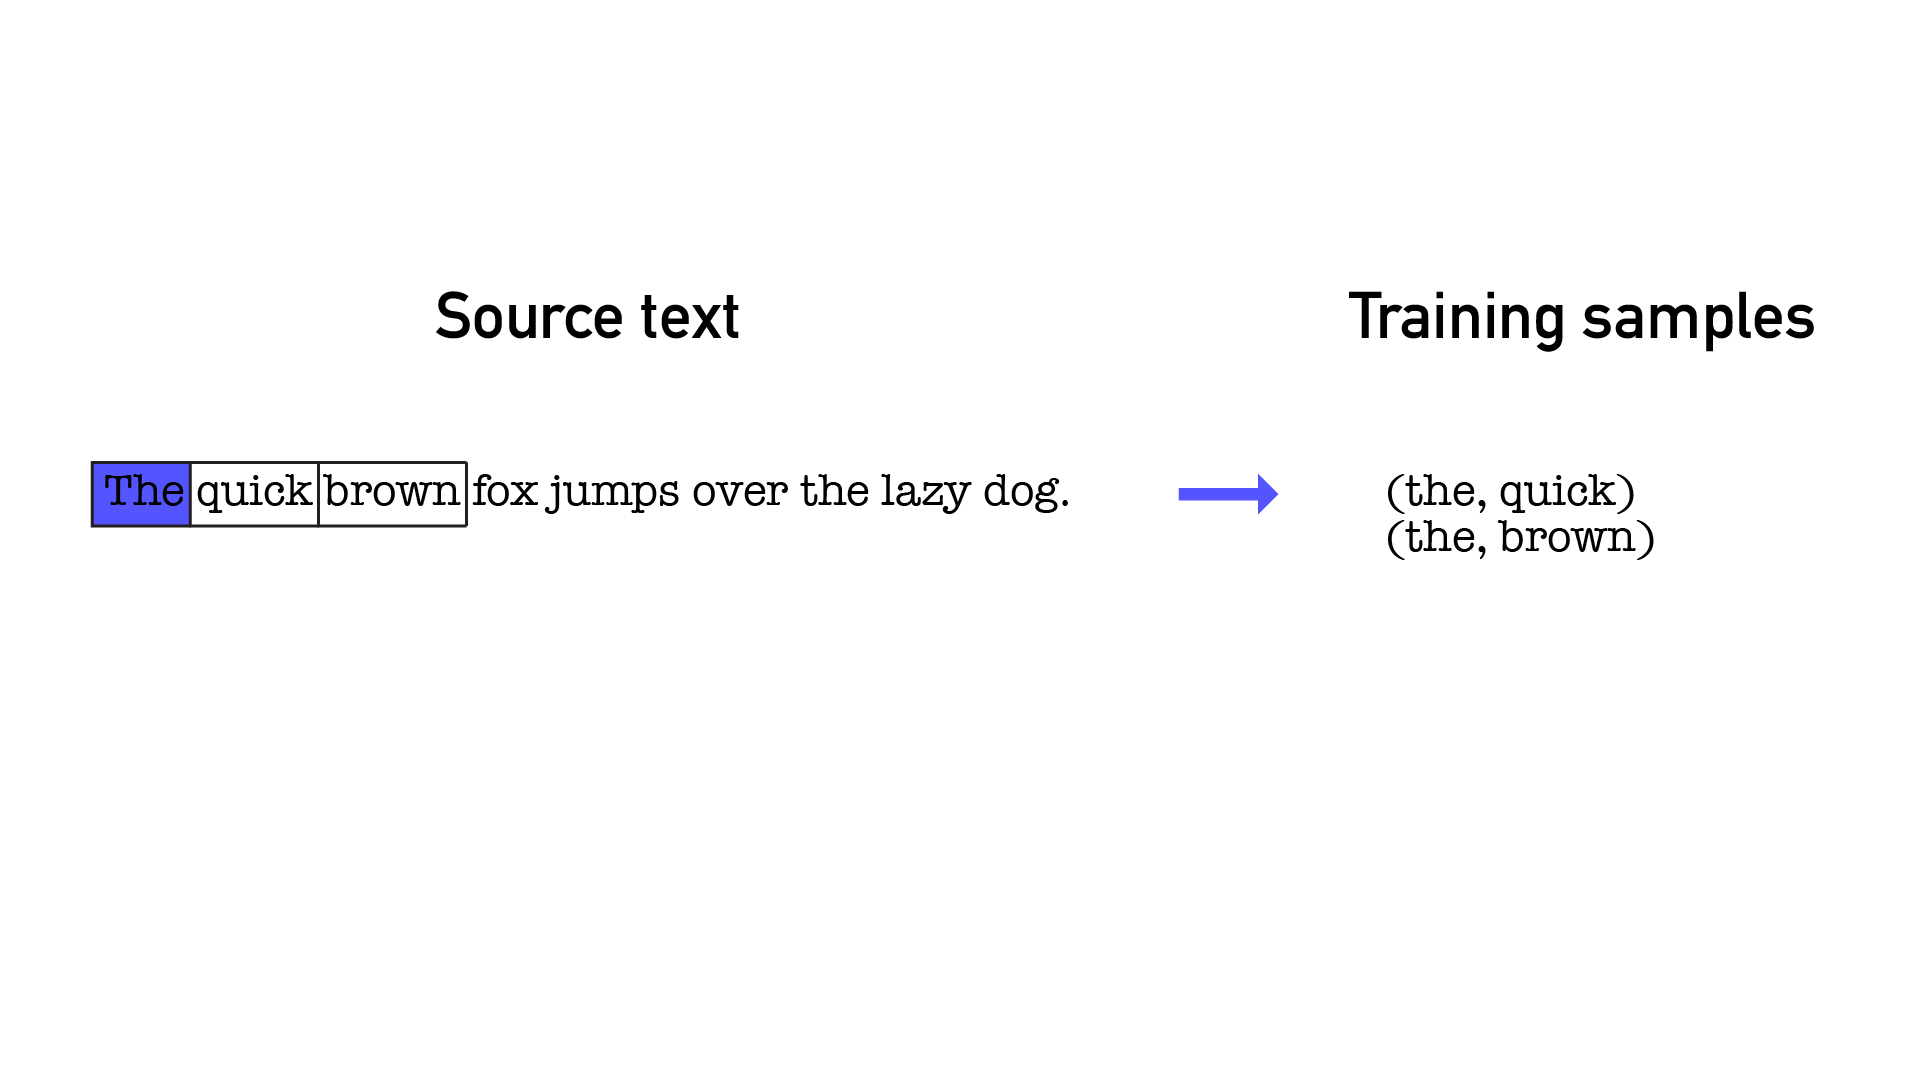 Source text
Training samples
The quick brown fox jumps over the lazy dog.
(the, quick)
(the, brown)